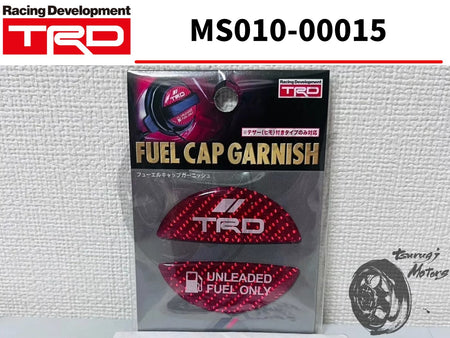 Racing Development
TRD
MS010-00015
Racing Development
TRD
※テザー(ヒモ)付きタイプのみ対応
FUEL CAP GARNISH
フューエルキャップガーニッシュ
TRD
UNLEADED
FUEL ONLY
Tsurugi
Motors